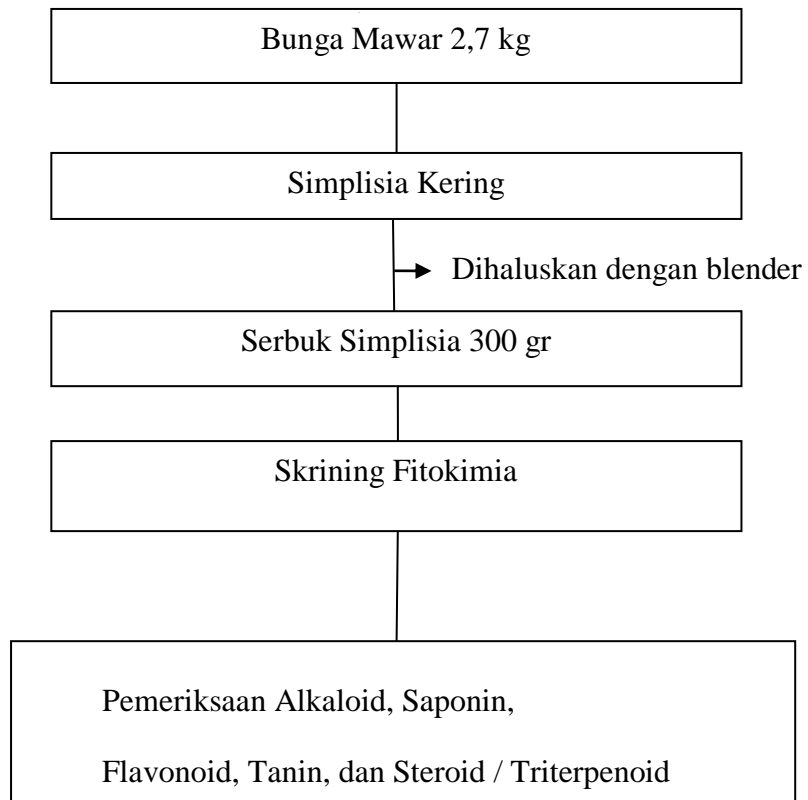 Bunga Mawar 2,7 kg
Simplisia Kering
Dihaluskan dengan blender
Serbuk Simplisia 300 gr
Skrining Fitokimia
Pemeriksaan Alkaloid, Saponin,
Flavonoid, Tanin, dan Steroid / Triterpenoid